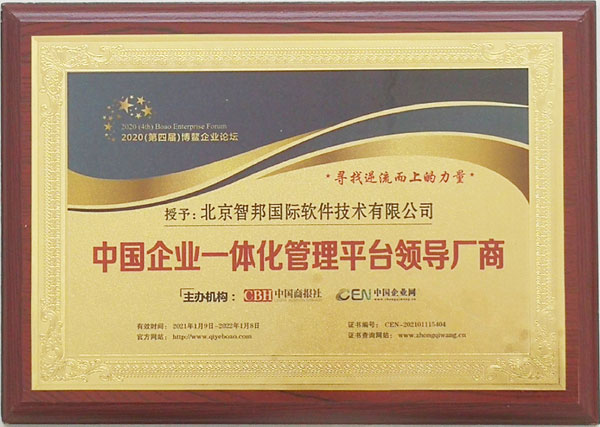 2020 (4th) Boao Enterprise Forum
2020(第四届)博鳌企业论坛
*寻找逆流而上的力量*
授予:北京智邦国际软件技术有限公司
中国企业一体化管理平台领导厂商
主办机构: CBH 中国商报社 CEN 中国企业网
有效时间: 2021年1月9日-2022年1月8日
证书编号: CEN-202101115404
官方网站: http://www.qiyeboao.com
证书查询网站: www.zhongqiwang.cn